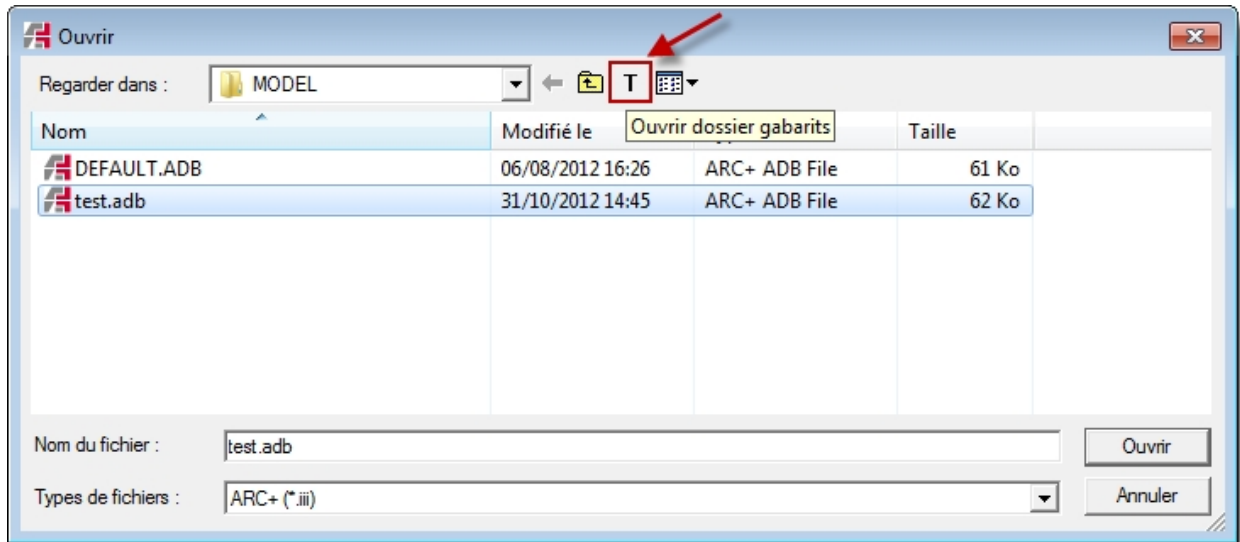 Ouvrir
Regarder dans : MODEL T
Ouvrir dossier gabarits
Nom Modifié le Taille
DEFAULT.ADB 06/08/2012 16:26 ARC+ ADB File 61 Ko
test.adb 31/10/2012 14:45 ARC+ ADB File 62 Ko
Nom du fichier : test.adb Ouvrir
Types de fichiers : ARC+ (*.iii) Annuler